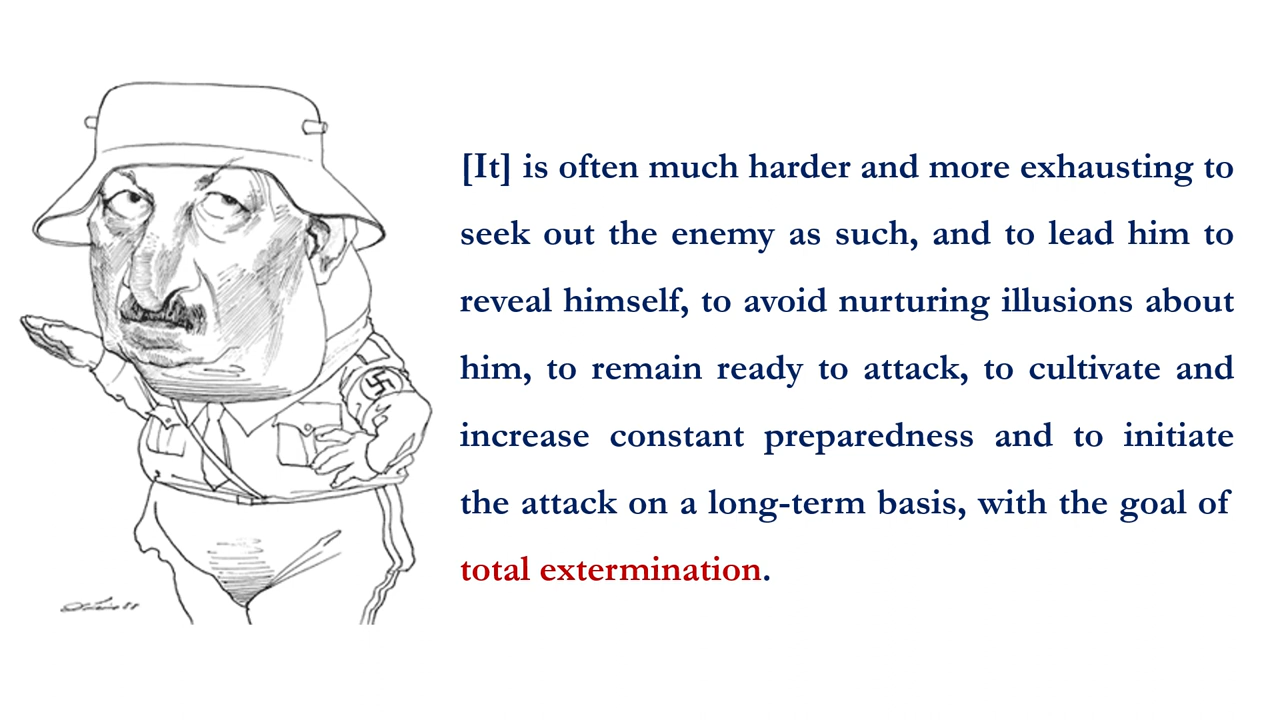 [It] is often much harder and more exhausting to
seek out the enemy as such, and to lead him to
reveal himself, to avoid nurturing illusions about
him, to remain ready to attack, to cultivate and
increase constant preparedness and to initiate
the attack on a long-term basis, with the goal of
total extermination.